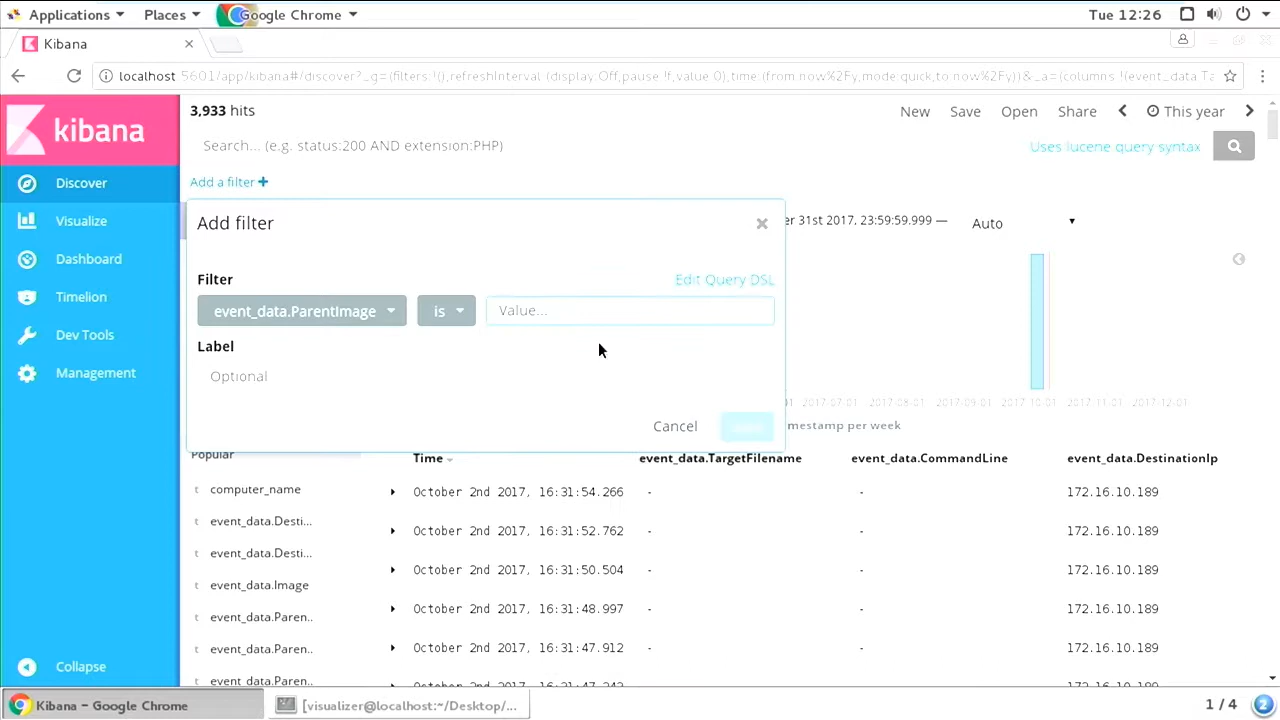 Applications Places Google Chrome Tue 12:26
Kibana
localhost:5601/app/kibana#/discover?_g=(filters:!(),refreshInterval:(display:Off,pause:!f,value:0),time:(from:now%2Fy,mode:quick,to:now%2Fy))&_a=(columns:!(event_data.Ta
kibana
3,933 hits New Save Open Share This year
Search... (e.g. status:200 AND extension:PHP) Uses lucene query syntax
Discover Add a filter +
Visualize Add filter er 31st 2017, 23:59:59.999 — Auto
Dashboard
Filter Edit Query DSL
Timelion event_data.ParentImage is Value...
Dev Tools Label
Management Optional
2017-07-01 2017-08-01 2017-09-01 2017-10-01 2017-11-01 2017-12-01
Cancel mestamp per week
Popular Time event_data.TargetFilename event_data.CommandLine event_data.DestinationIp
computer_name October 2nd 2017, 16:31:54.266 - - 172.16.10.189
event_data.Desti...
October 2nd 2017, 16:31:52.762 - - 172.16.10.189
event_data.Desti...
October 2nd 2017, 16:31:50.504 - - 172.16.10.189
event_data.Image
October 2nd 2017, 16:31:48.997 - - 172.16.10.189
event_data.Paren..
event_data.Paren.. October 2nd 2017, 16:31:47.912 - - 172.16.10.189
Collapse event_data.Paren..
Kibana – Google Chrome [visualizer@localhost:~/Desktop/... 1 / 4 2